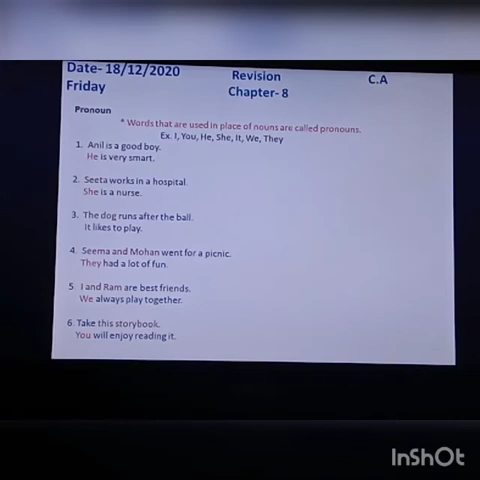 Date- 18/12/2020 Revision C.A
Friday Chapter- 8
Pronoun
* Words that are used in place of nouns are called pronouns.
Ex. I, You, He, She, It, We, They
1. Anil is a good boy.
He is very smart.
2. Seeta works in a hospital.
She is a nurse.
3. The dog runs after the ball.
It likes to play.
4. Seema and Mohan went for a picnic.
They had a lot of fun.
5. I and Ram are best friends.
We always play together.
6. Take this storybook.
You will enjoy reading it.
InShOt